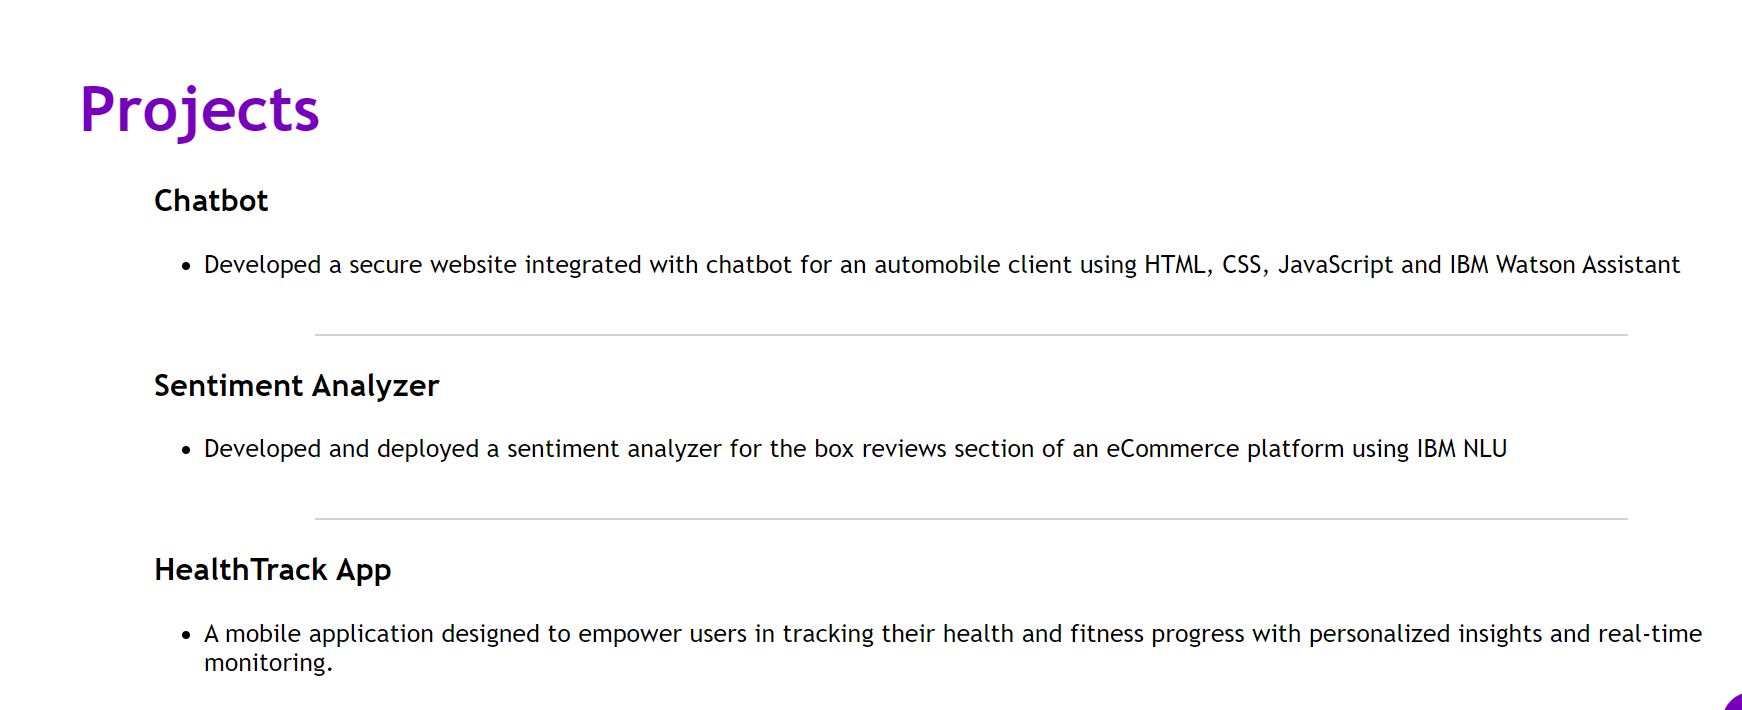 Projects
Chatbot
Developed a secure website integrated with chatbot for an automobile client using HTML, CSS, JavaScript and IBM Watson Assistant
Sentiment Analyzer
Developed and deployed a sentiment analyzer for the box reviews section of an eCommerce platform using IBM NLU
HealthTrack App
A mobile application designed to empower users in tracking their health and fitness progress with personalized insights and real-time
monitoring.